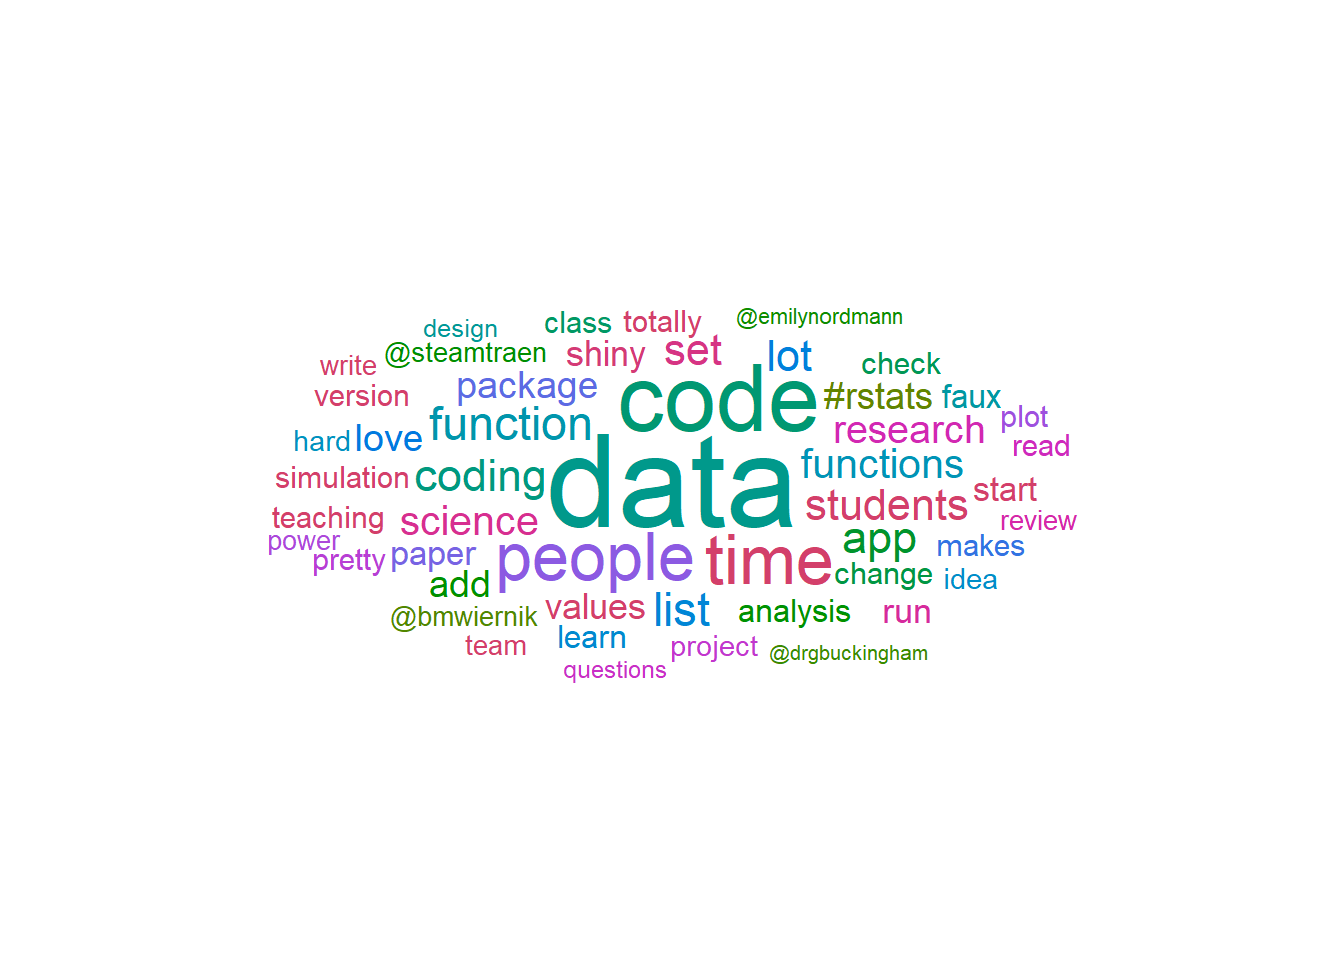 design
class
totally
@emilynordmann
write
@steamtraen
shiny
set
lot
check
version
package
code
#rstats
faux
hard
love
function
research
plot
read
simulation
coding
data
functions
students
start
teaching
science
review
power
pretty
paper
people
time
app
makes
change
idea
add
@bmwiernik
values
list
analysis
run
team
learn
project
@drgbuckingham
questions